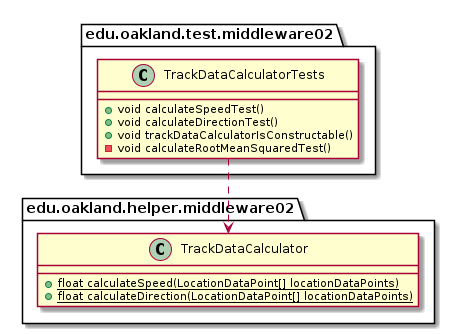 edu.oakland.test.middleware02
C TrackDataCalculatorTests
void calculateSpeedTest()
void calculateDirectionTest()
void trackDataCalculatorIsConstructable()
void calculateRootMeanSquaredTest()
edu.oakland.helper.middleware02
C TrackDataCalculator
float calculateSpeed(LocationDataPoint[] locationDataPoints)
float calculateDirection(LocationDataPoint[] locationDataPoints)